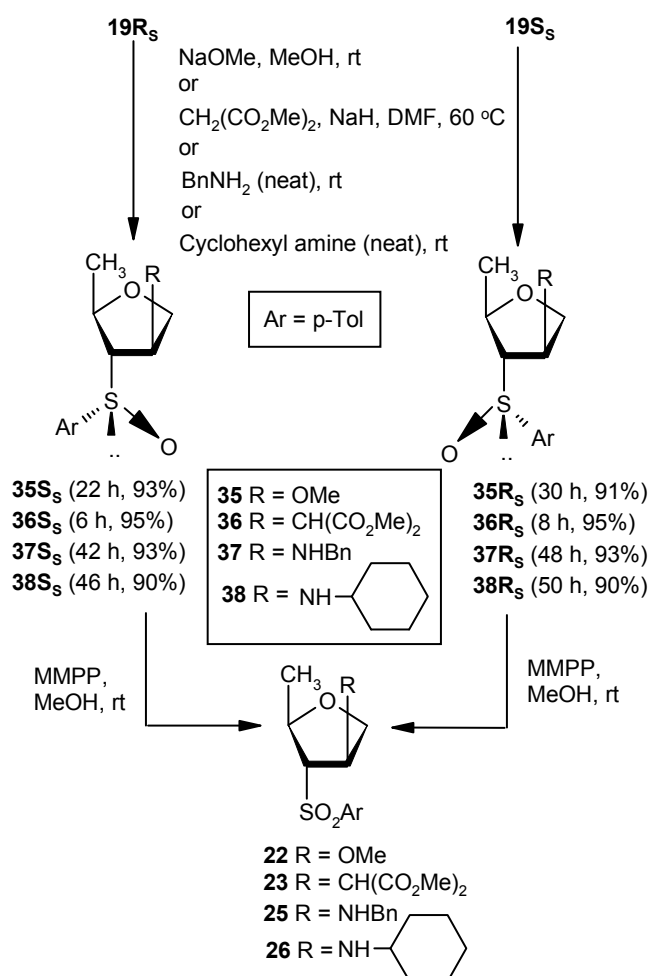 19R_S 19S_S
NaOMe, MeOH, rt
or
CH₂(CO₂Me)₂, NaH, DMF, 60 °C
or
BnNH₂ (neat), rt
or
Cyclohexyl amine (neat), rt
CH₃ R O
Ar = p-Tol
CH₃ R O
Ar S O
..
O S Ar
..
35S_S (22 h, 93%)
36S_S (6 h, 95%)
37S_S (42 h, 93%)
38S_S (46 h, 90%)
35 R = OMe
36 R = CH(CO₂Me)₂
37 R = NHBn
38 R = NH
35R_S (30 h, 91%)
36R_S (8 h, 95%)
37R_S (48 h, 93%)
38R_S (50 h, 90%)
MMPP,
MeOH, rt
MMPP,
MeOH, rt
CH₃ R
O
SO₂Ar
22 R = OMe
23 R = CH(CO₂Me)₂
25 R = NHBn
26 R = NH